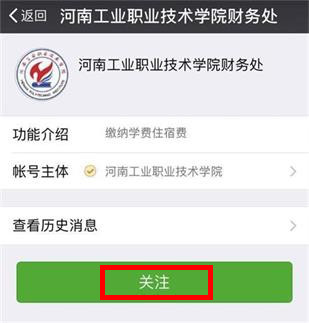 返回 河南工业职业技术学院财务处
河南工业职业技术学院财务处
功能介绍 缴纳学费住宿费
帐号主体 河南工业职业技术学院
查看历史消息
关注